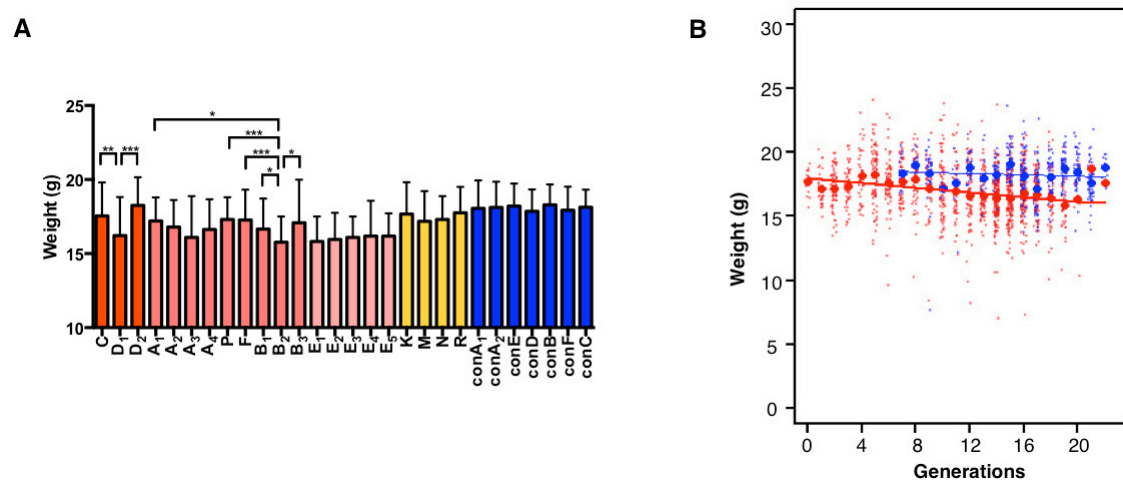 A
B
Weight (g)
25
20
15
10
*
***
** ***
*** *
*
C D1 D2 A1 A2 A3 A4 P F B1 B2 B3 E1 E2 E3 E4 E5 K M N R conA1 conA2 conE conD conB conF conC
Weight (g)
30
25
20
15
10
5
0
0 4 8 12 16 20
Generations